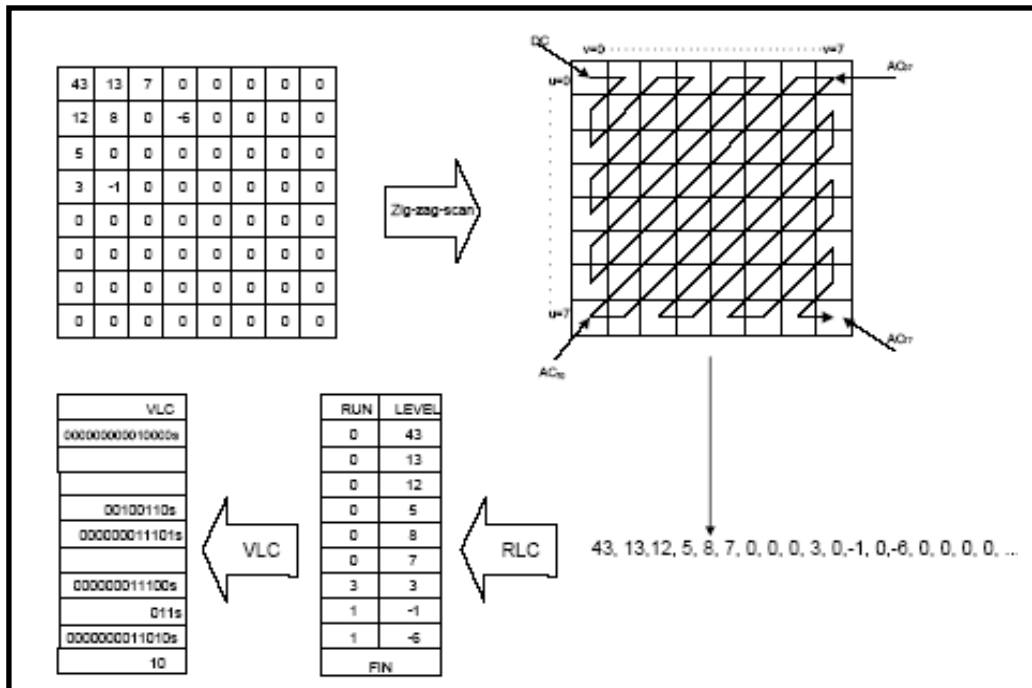 DC
v=0
v=7
43 13 7 0 0 0 0 0
u=0
AC₀₇
12 8 0 -6 0 0 0 0
5 0 0 0 0 0 0 0
3 -1 0 0 0 0 0 0
Zig-zag-scan
0 0 0 0 0 0 0 0
0 0 0 0 0 0 0 0
0 0 0 0 0 0 0 0
0 0 0 0 0 0 0 0
u=7
AC₇₀
AC₇₇
VLC
000000000010000s
00100110s
000000011101s
000000011100s
011s
0000000011010s
10
VLC
RUN LEVEL
0 43
0 13
0 12
0 5
0 8
0 7
3 3
1 -1
1 -6
FIN
RLC
43, 13,12, 5, 8, 7, 0, 0, 0, 3, 0,-1, 0,-6, 0, 0, 0, 0, ...